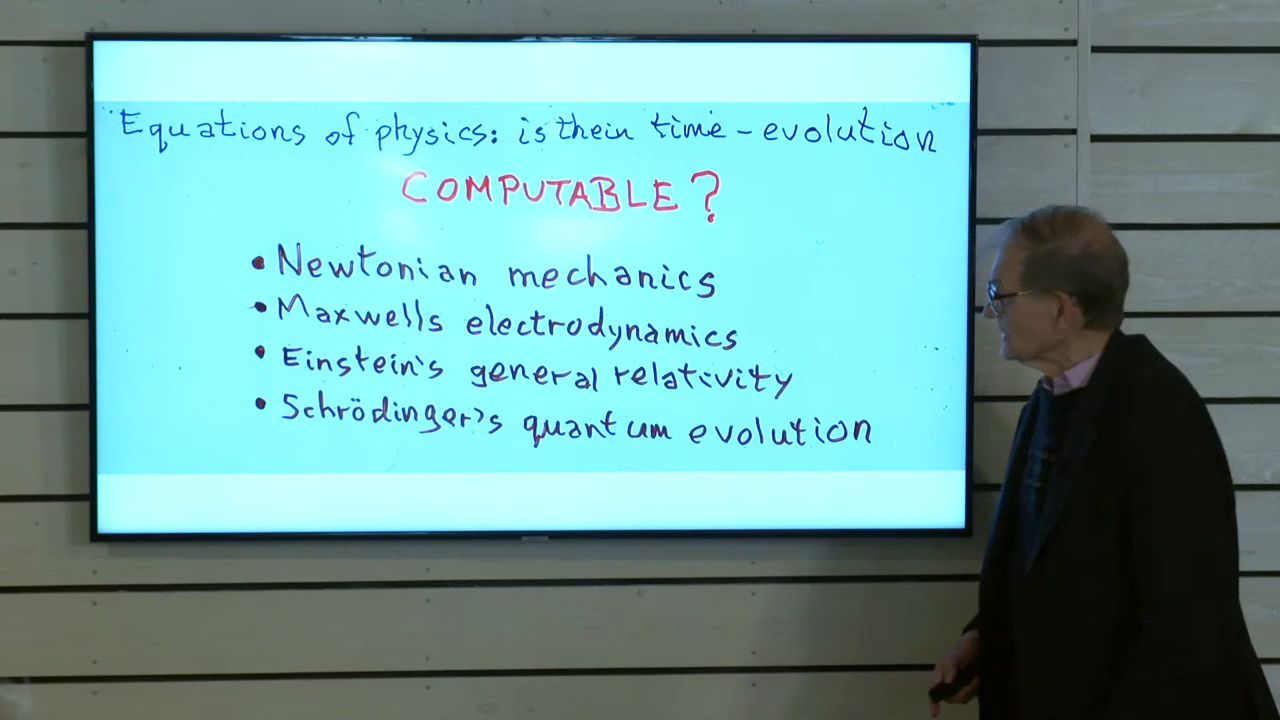 Equations of physics: is their time-evolution
COMPUTABLE?
• Newtonian mechanics
• Maxwells electrodynamics
• Einstein's general relativity
• Schrödinger's quantum evolution